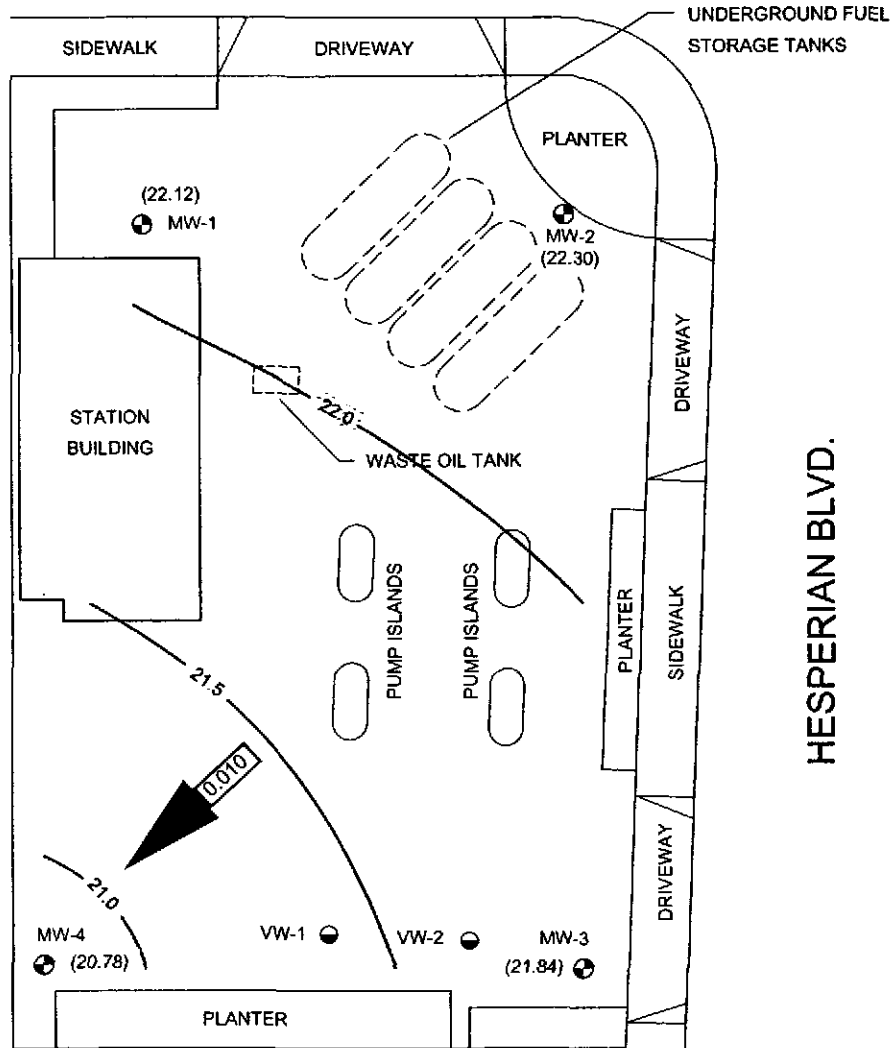 UNDERGROUND FUEL
STORAGE TANKS
SIDEWALK
DRIVEWAY
PLANTER
(22.12)
MW-1
MW-2
(22.30)
DRIVEWAY
STATION
BUILDING
22.0
WASTE OIL TANK
HESPERIAN BLVD.
PUMP ISLANDS
PUMP ISLANDS
PLANTER
SIDEWALK
21.5
0.010
21.0
DRIVEWAY
MW-4
(20.78)
VW-1
VW-2
MW-3
(21.84)
PLANTER